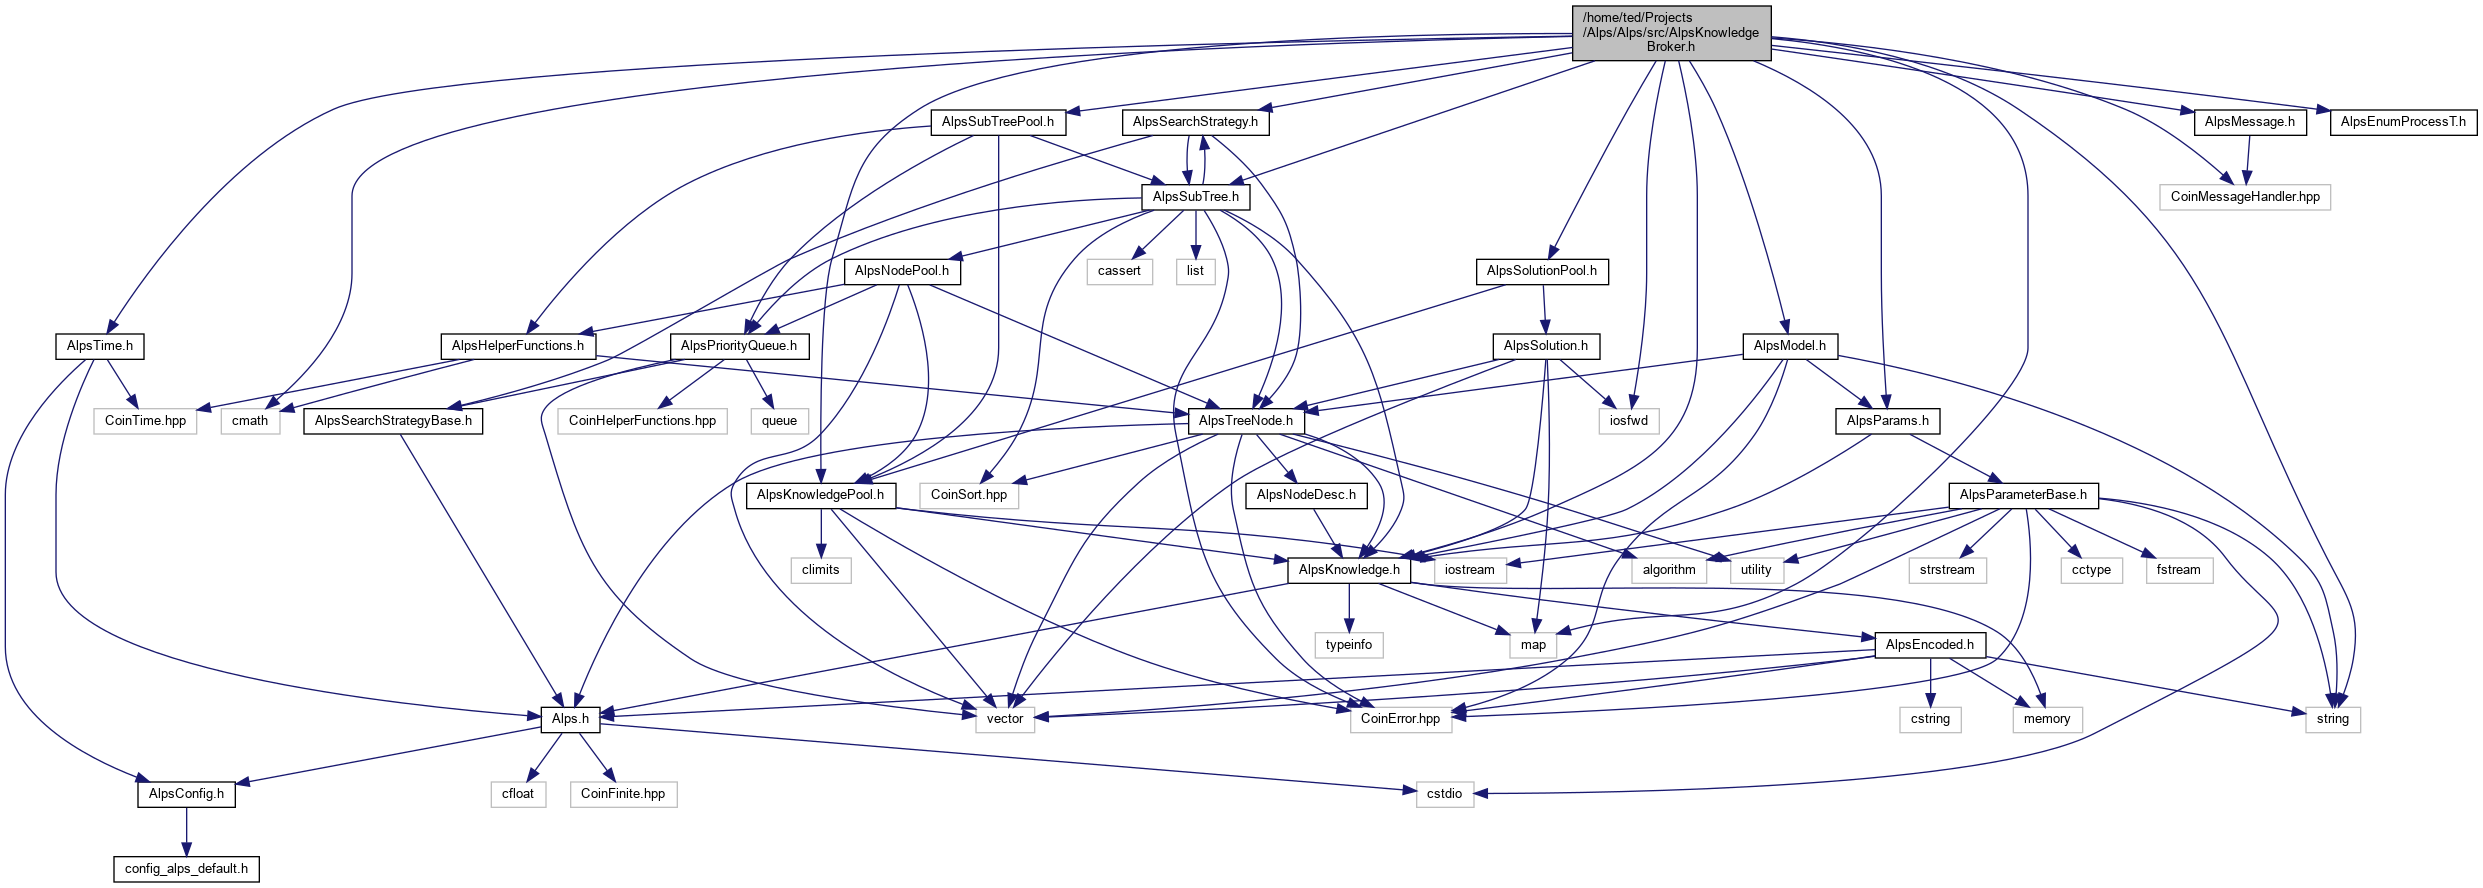 /home/ted/Projects
/Alps/Alps/src/AlpsKnowledge
Broker.h
AlpsSubTreePool.h
AlpsSearchStrategy.h
AlpsMessage.h
AlpsEnumProcessT.h
AlpsSubTree.h
CoinMessageHandler.hpp
AlpsNodePool.h
cassert
list
AlpsSolutionPool.h
AlpsTime.h
AlpsHelperFunctions.h
AlpsPriorityQueue.h
AlpsSolution.h
AlpsModel.h
CoinTime.hpp
cmath
AlpsSearchStrategyBase.h
CoinHelperFunctions.hpp
queue
AlpsTreeNode.h
iosfwd
AlpsParams.h
AlpsKnowledgePool.h
CoinSort.hpp
AlpsNodeDesc.h
AlpsParameterBase.h
climits
AlpsKnowledge.h
iostream
algorithm
utility
strstream
cctype
fstream
typeinfo
map
AlpsEncoded.h
Alps.h
vector
CoinError.hpp
cstring
memory
string
AlpsConfig.h
cfloat
CoinFinite.hpp
cstdio
config_alps_default.h